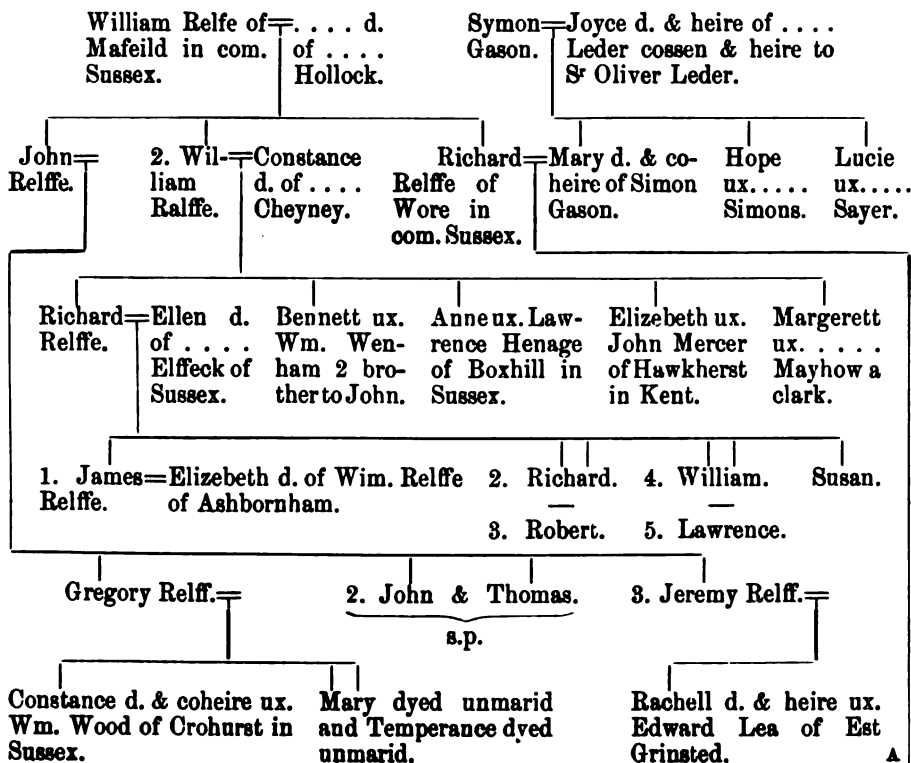 William Relfe of=. . . . d.
Mafeild in com. of . . . .
Sussex. Hollock.
Symon=Joyce d. & heire of . . . .
Gason. Leder cossen & heire to
Sr Oliver Leder.
John=
Relffe.
2. Wil-=Constance
liam d. of . . . .
Ralffe. Cheyney.
Richard=Mary d. & co-
Relffe of heire of Simon
Wore in Gason.
com. Sussex.
Hope
ux. . . . .
Simons.
Lucie
ux. . . . .
Sayer.
Richard=Ellen d.
Relffe. of . . . .
Elffeck of
Sussex.
Bennett ux.
Wm. Wen-
ham 2 bro-
ther to John.
Anne ux. Law-
rence Henage
of Boxhill in
Sussex.
Elizebeth ux.
John Mercer
of Hawkherst
in Kent.
Margerett
ux. . . . . .
Mayhow a
clark.
1. James=Elizebeth d. of Wim. Relffe
Relffe. of Ashbornham.
2. Richard.
3. Robert.
4. William.
5. Lawrence.
Susan.
Gregory Relff.=
2. John & Thomas.
s.p.
3. Jeremy Relff.=
Constance d. & coheire ux.
Wm. Wood of Crohurst in
Sussex.
Mary dyed unmarid
and Temperance dyed
unmarid.
Rachell d. & heire ux.
Edward Lea of Est
Grinsted.
A